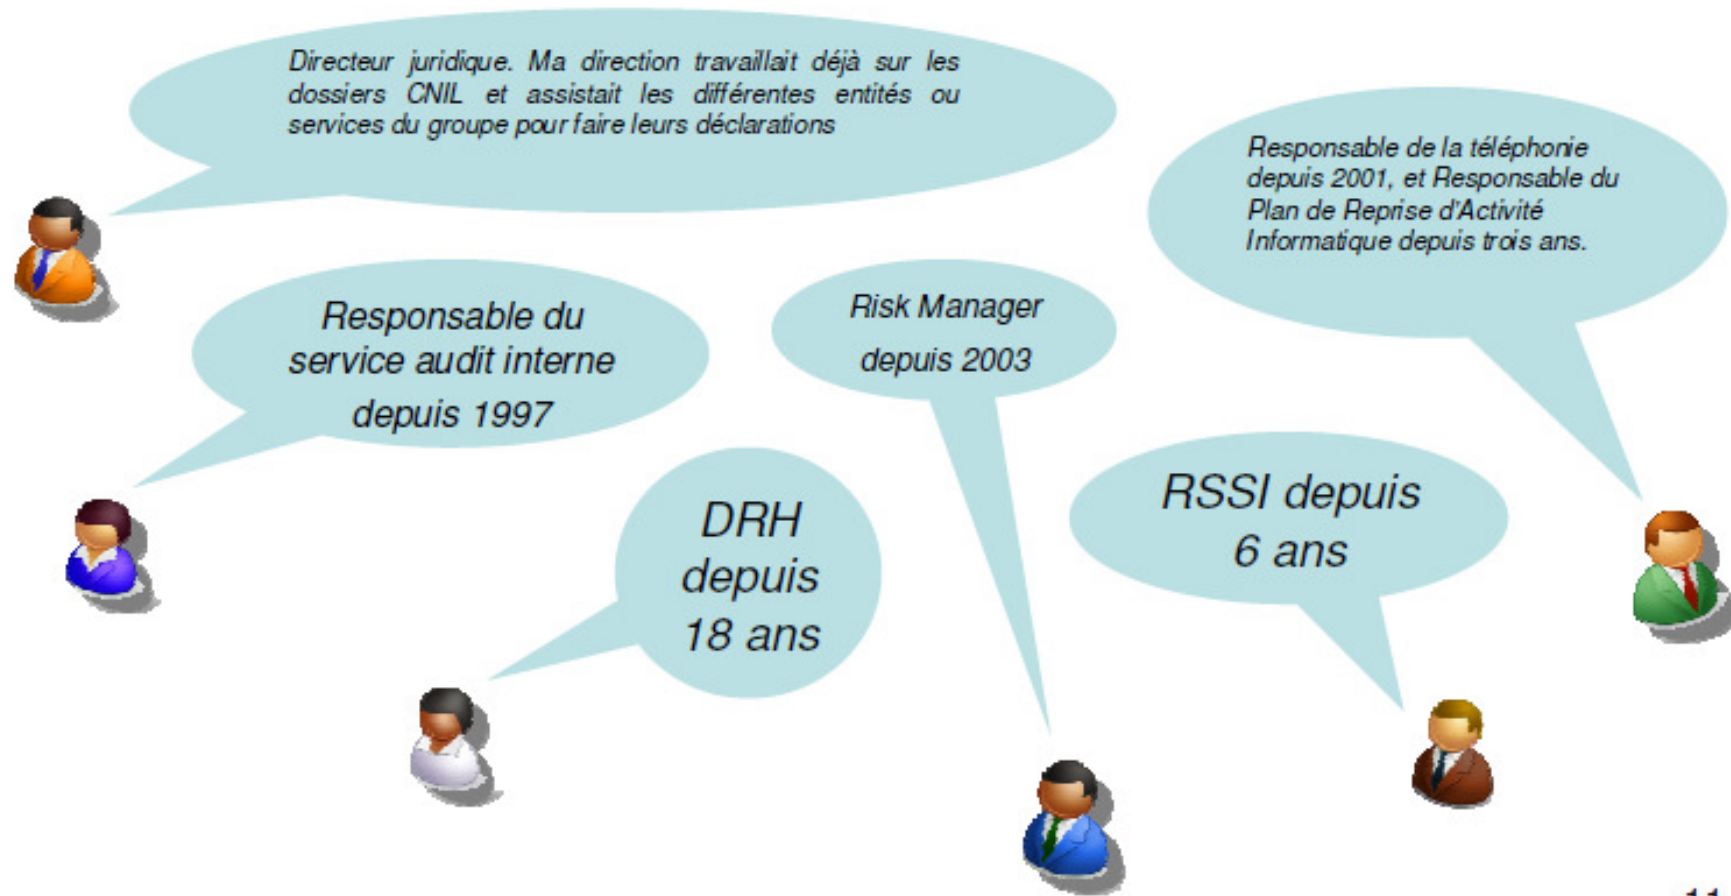 Directeur juridique. Ma direction travaillait déjà sur les
dossiers CNIL et assistait les différentes entités ou
services du groupe pour faire leurs déclarations
Responsable de la téléphonie
depuis 2001, et Responsable du
Plan de Reprise d'Activité
Informatique depuis trois ans.
Responsable du
service audit interne
depuis 1997
Risk Manager
depuis 2003
DRH
depuis
18 ans
RSSI depuis
6 ans